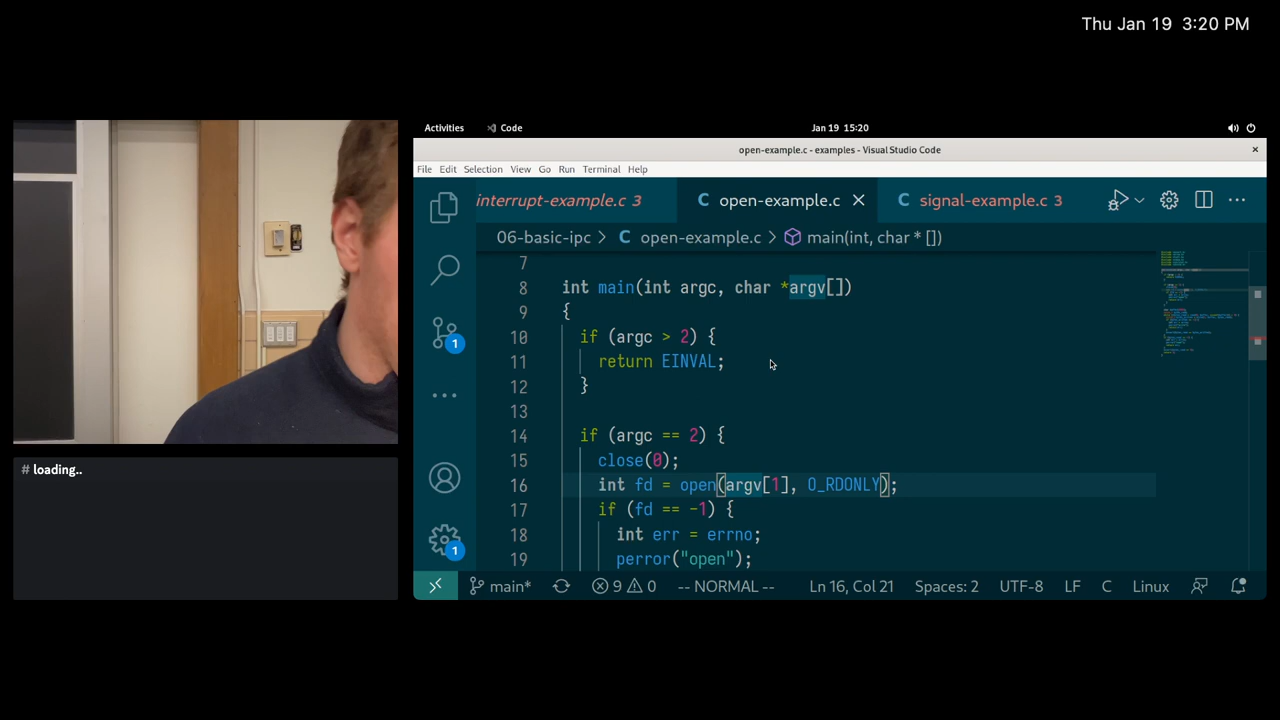 Thu Jan 19 3:20 PM
Activities Code Jan 19 15:20
open-example.c - examples - Visual Studio Code
File Edit Selection View Go Run Terminal Help
interrupt-example.c 3 C open-example.c C signal-example.c 3
06-basic-ipc > C open-example.c > main(int, char * [])
7
8 int main(int argc, char *argv[])
9 {
10 if (argc > 2) {
11 return EINVAL;
12 }
13
14 if (argc == 2) {
15 close(0);
16 int fd = open(argv[1], O_RDONLY);
17 if (fd == -1) {
18 int err = errno;
19 perror("open");
1
1
# loading..
main* 9 0 -- NORMAL -- Ln 16, Col 21 Spaces: 2 UTF-8 LF C Linux